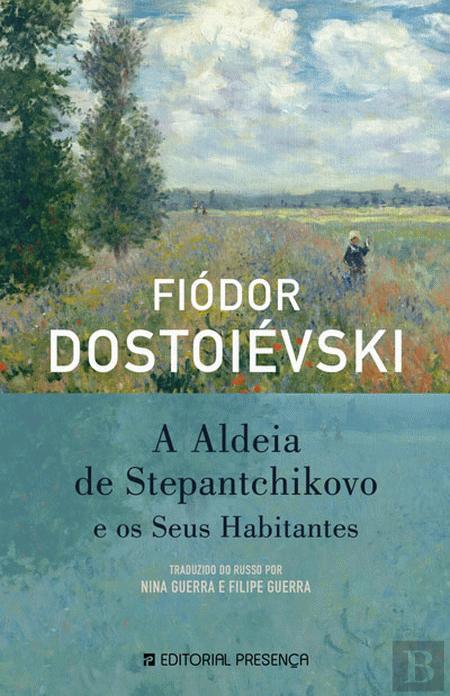 FIÓDOR
DOSTOIÉVSKI
A Aldeia
de Stepantchikovo
e os Seus Habitantes
TRADUZIDO DO RUSSO POR
NINA GUERRA E FILIPE GUERRA
EDITORIAL PRESENÇA
B